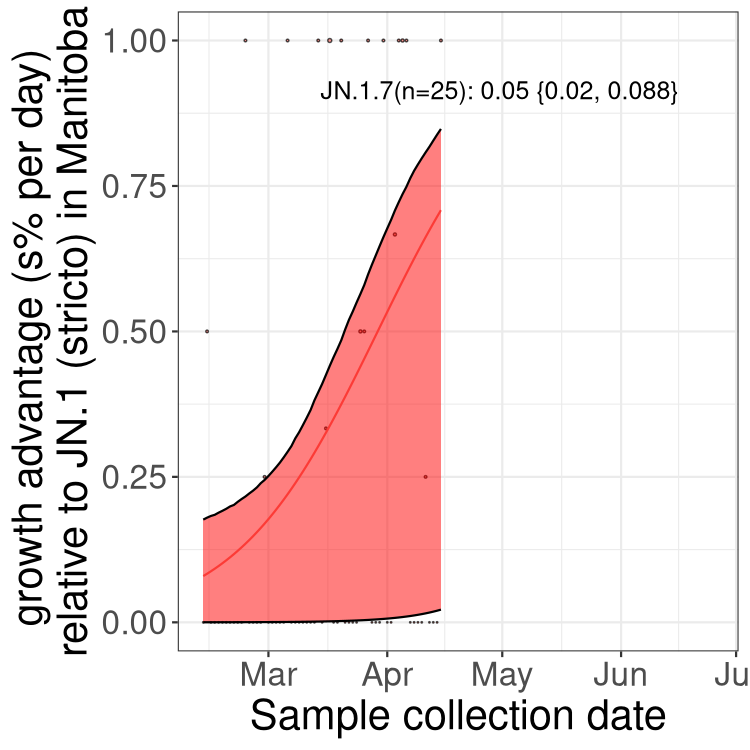 growth advantage (s% per day)
relative to JN.1 (stricto) in Manitoba
1.00
0.75
0.50
0.25
0.00
JN.1.7(n=25): 0.05 {0.02, 0.088}
Mar Apr May Jun Ju
Sample collection date